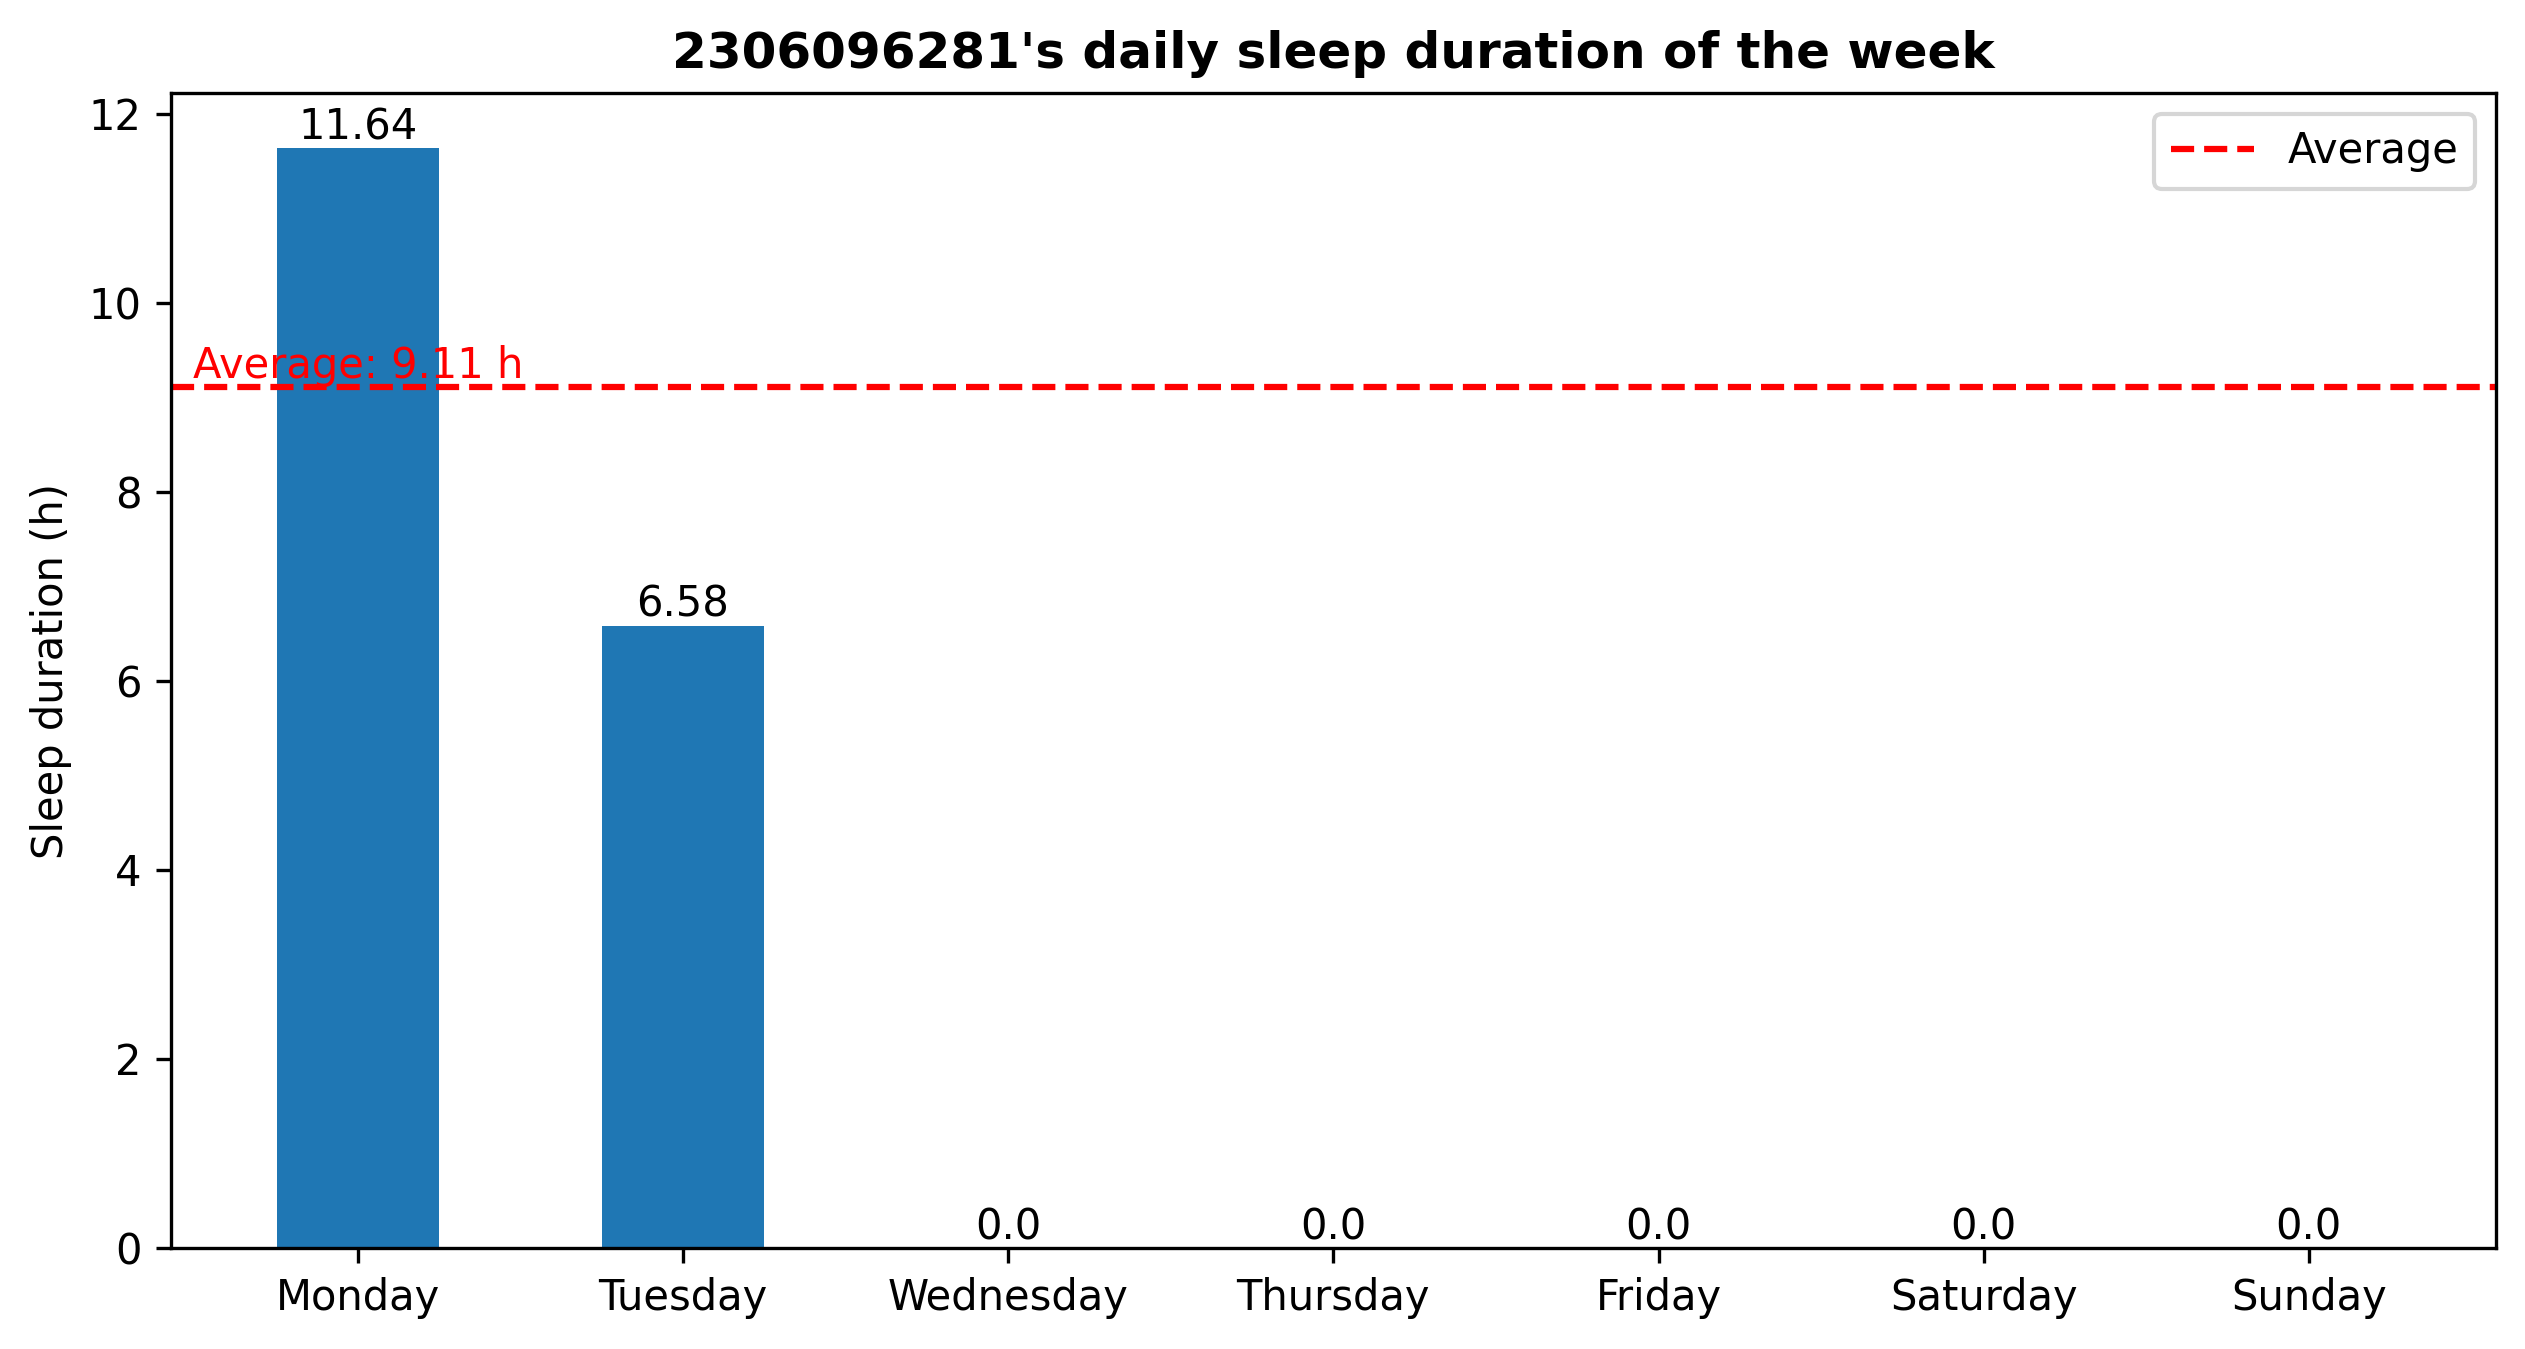 2306096281's daily sleep duration of the week
Sleep duration (h)
12
10
8
6
4
2
0
Average
11.64
Average: 9.11 h
6.58
0.0
0.0
0.0
0.0
0.0
Monday
Tuesday
Wednesday
Thursday
Friday
Saturday
Sunday